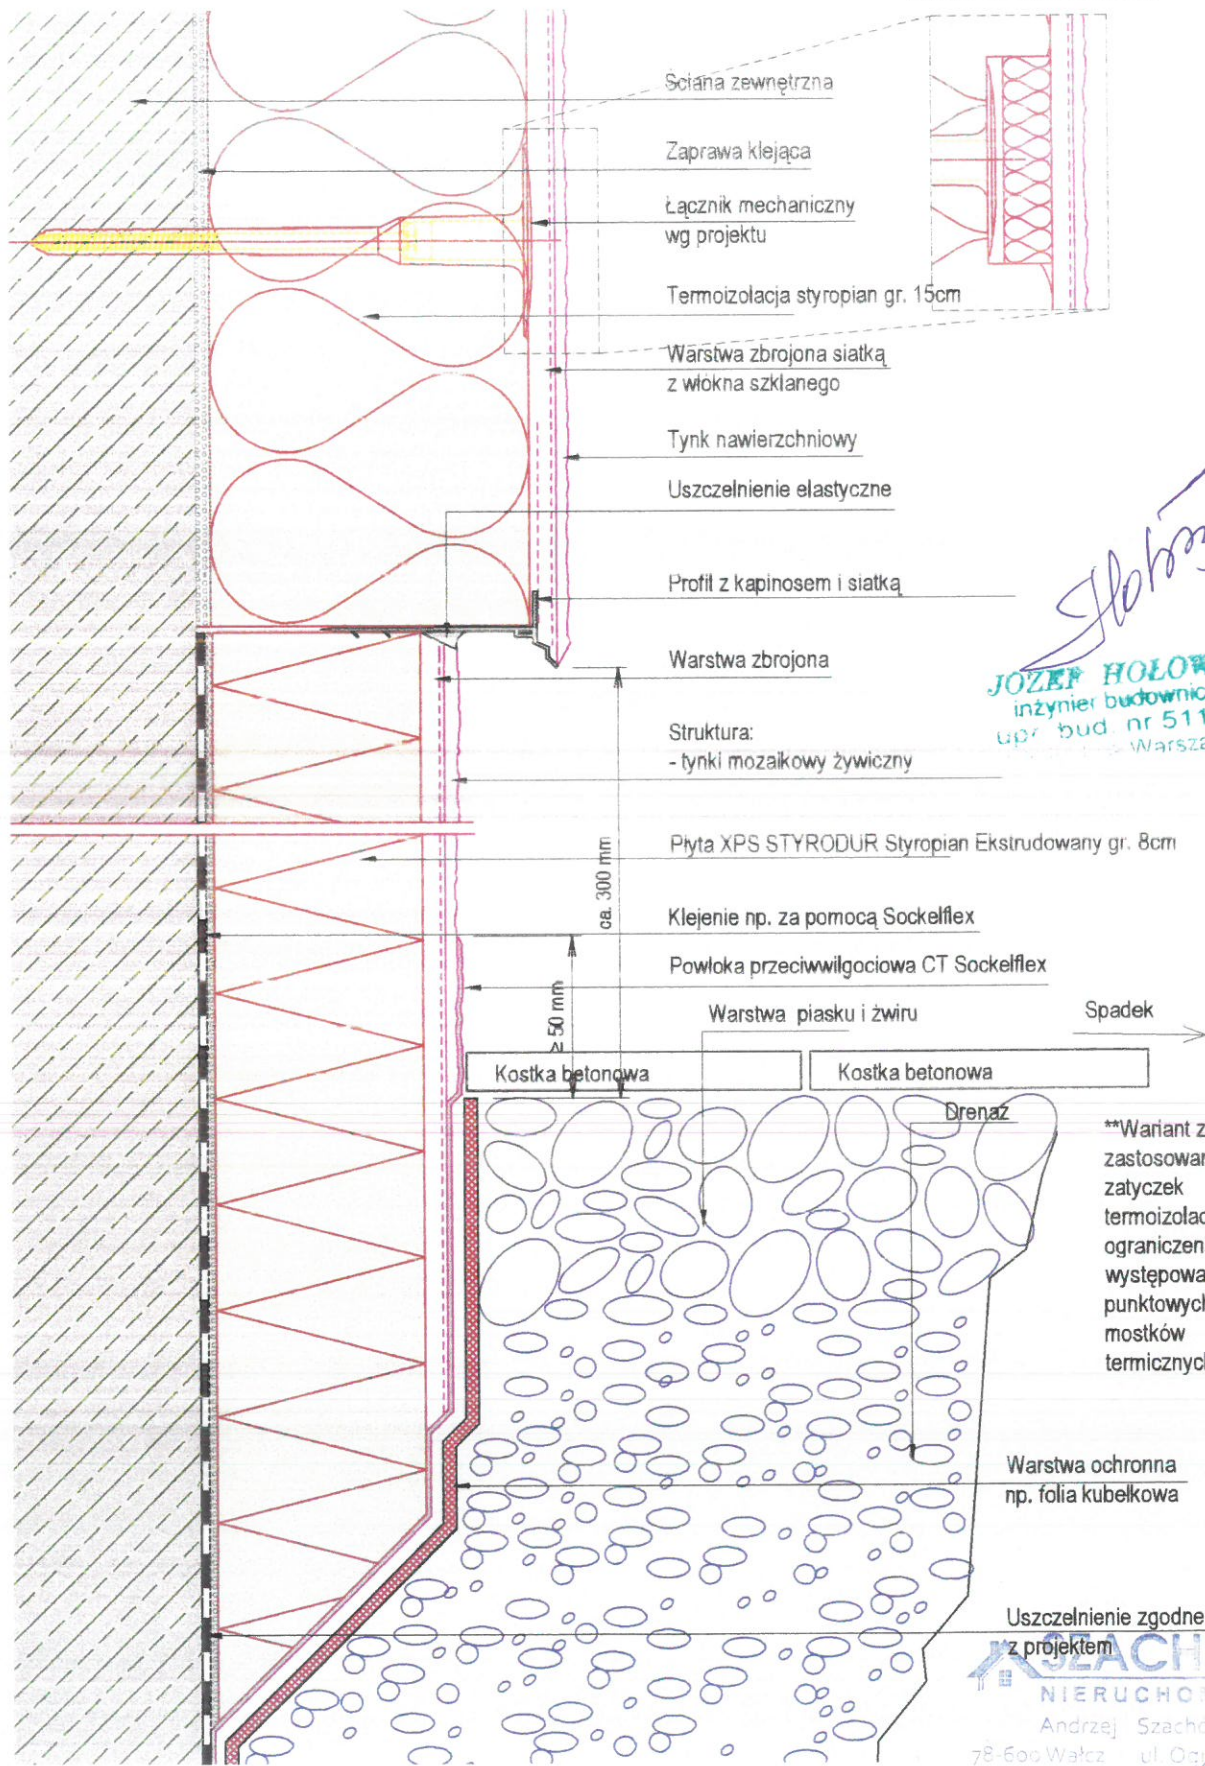 Ściana zewnętrzna
Zaprawa klejąca
Łącznik mechaniczny
wg projektu
Termoizolacja styropian gr. 15cm
Warstwa zbrojona siatką
z włókna szklanego
Tynk nawierzchniowy
Uszczelnienie elastyczne
Profil z kapinosem i siatką
Warstwa zbrojona
JÓZEF HOŁOW
inżynier budownic
upr. bud. nr 511
Warsza
Struktura:
- tynki mozaikowy żywiczny
ca. 300 mm
Płyta XPS STYRODUR Styropian Ekstrudowany gr. 8cm
Klejenie np. za pomocą Sockelflex
Powłoka przeciwwilgociowa CT Sockelflex
≥ 50 mm
Warstwa piasku i żwiru
Spadek
Kostka betonowa
Kostka betonowa
Drenaż
**Wariant z
zastosowan
zatyczek
termoizolac
ograniczen
występowa
punktowych
mostków
termicznych
Warstwa ochronna
np. folia kubełkowa
Uszczelnienie zgodne
z projektem
SZACH
NIERUCHO
Andrzej Szacho
78-600 Wałcz ul.